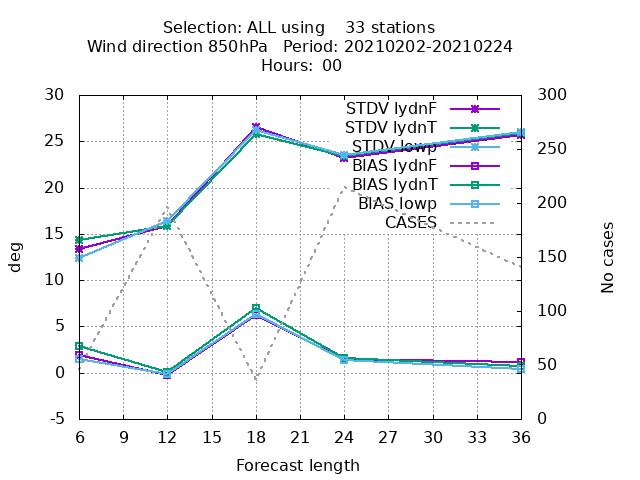 Selection: ALL using    33 stations
Wind direction 850hPa   Period: 20210202-20210224
Hours: 00
30
25
20
15
10
5
0
-5
deg
STDV lydnF
STDV lydnT
STDV lowp
BIAS lydnF
BIAS lydnT
BIAS lowp
CASES
300
250
200
150
100
50
0
No cases
6 9 12 15 18 21 24 27 30 33 36
Forecast length